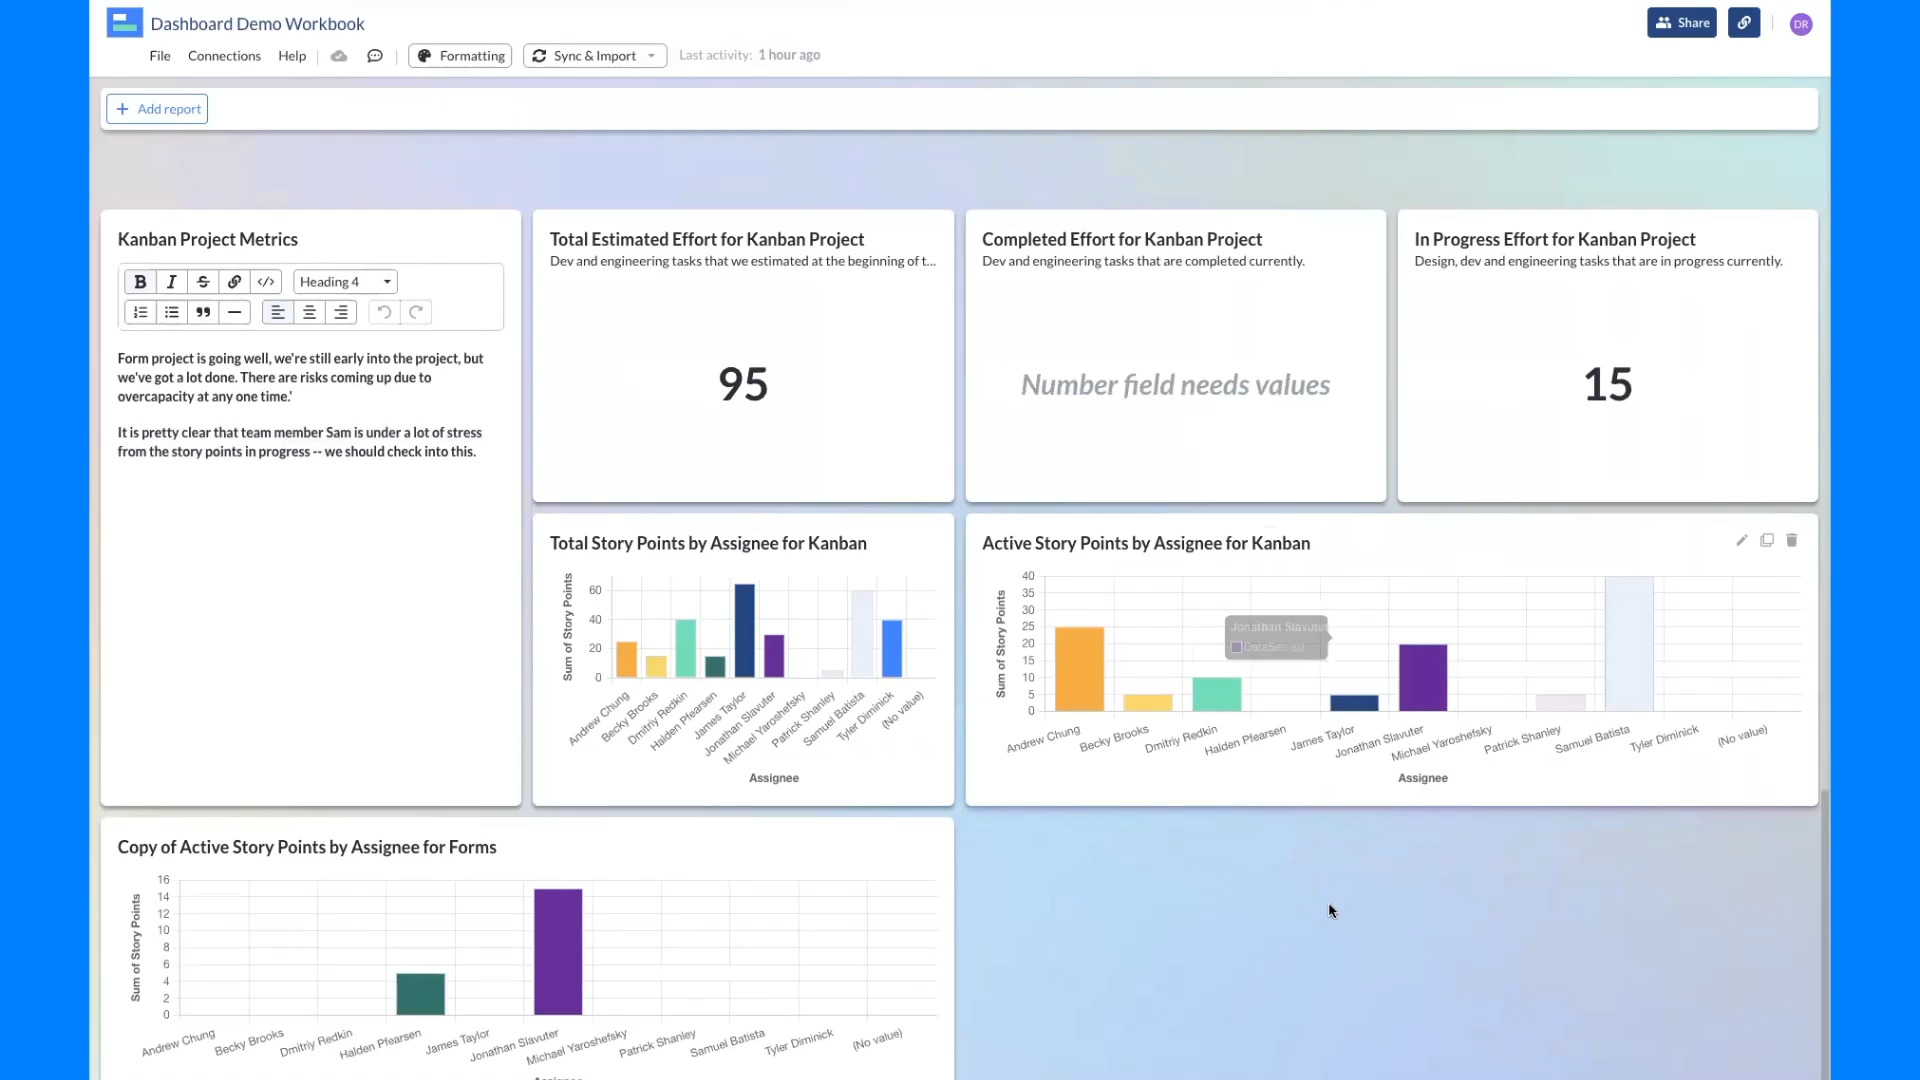 Dashboard Demo Workbook
Share
DR
File
Connections
Help
Formatting
Sync & Import
Last activity: 1 hour ago
Add report
Kanban Project Metrics
B I S </> Heading 4
Form project is going well, we're still early into the project, but
we've got a lot done. There are risks coming up due to
overcapacity at any one time.'
It is pretty clear that team member Sam is under a lot of stress
from the story points in progress -- we should check into this.
Total Estimated Effort for Kanban Project
Dev and engineering tasks that we estimated at the beginning of t...
95
Completed Effort for Kanban Project
Dev and engineering tasks that are completed currently.
Number field needs values
In Progress Effort for Kanban Project
Design, dev and engineering tasks that are in progress currently.
15
Total Story Points by Assignee for Kanban
Sum of Story Points
60
40
20
0
Andrew Chung
Becky Brooks
Dmitriy Redkin
Halden Pfearsen
James Taylor
Jonathan Slavuter
Michael Yaroshefsky
Patrick Shanley
Samuel Batista
Tyler Diminick
(No value)
Assignee
Active Story Points by Assignee for Kanban
Sum of Story Points
40
35
30
25
20
15
10
5
0
Jonathan Slavuter
Andrew Chung
Becky Brooks
Dmitriy Redkin
Halden Pfearsen
James Taylor
Jonathan Slavuter
Michael Yaroshefsky
Patrick Shanley
Samuel Batista
Tyler Diminick
(No value)
Assignee
Copy of Active Story Points by Assignee for Forms
Sum of Story Points
16
14
12
10
8
6
4
2
0
Andrew Chung
Becky Brooks
Dmitriy Redkin
Halden Pfearsen
James Taylor
Jonathan Slavuter
Michael Yaroshefsky
Patrick Shanley
Samuel Batista
Tyler Diminick
(No value)